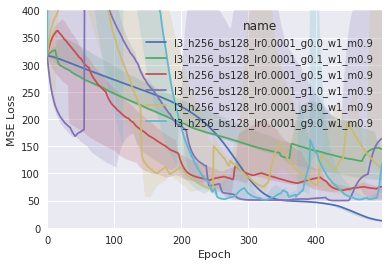 name
l3_h256_bs128_lr0.0001_g0.0_w1_m0.9
l3_h256_bs128_lr0.0001_g0.1_w1_m0.9
l3_h256_bs128_lr0.0001_g0.5_w1_m0.9
l3_h256_bs128_lr0.0001_g1.0_w1_m0.9
l3_h256_bs128_lr0.0001_g3.0_w1_m0.9
l3_h256_bs128_lr0.0001_g9.0_w1_m0.9
400
350
300
250
200
150
100
50
0
MSE Loss
0 100 200 300 400
Epoch